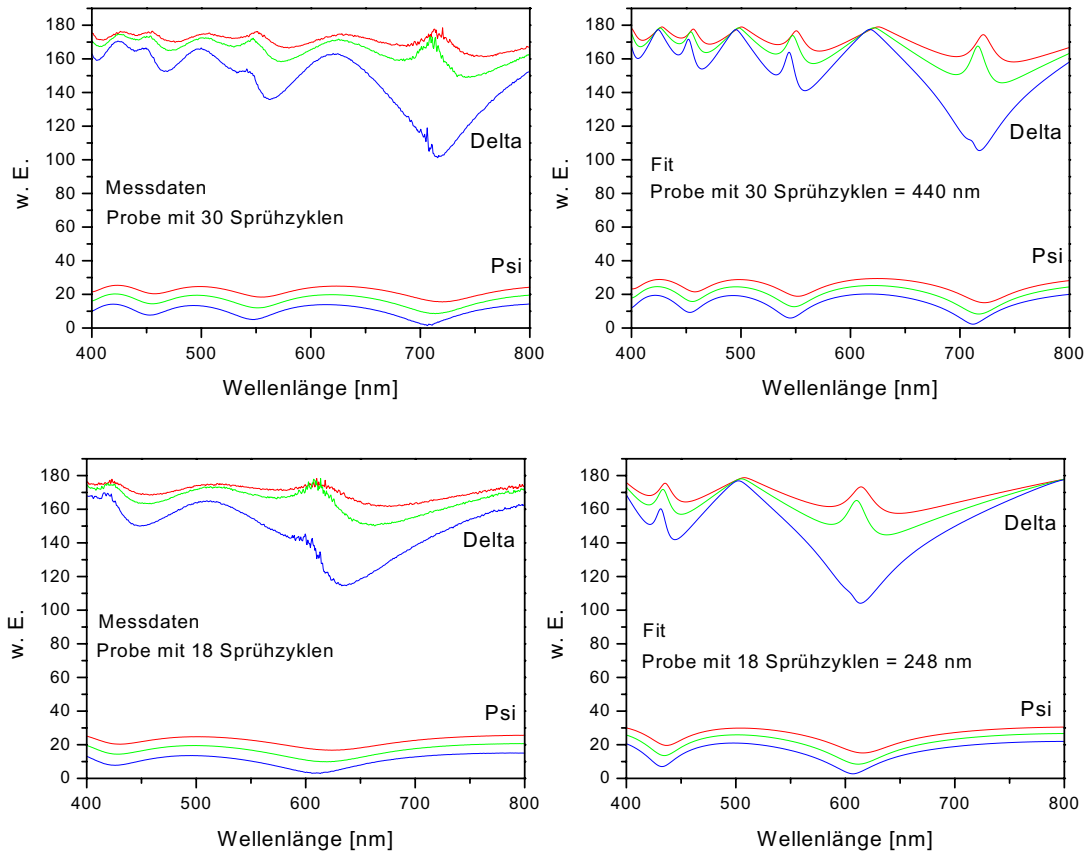 180
160
140
120
100
80
60
40
20
0
w. E.
Delta
Messdaten
Probe mit 30 Sprühzyklen
Psi
400 500 600 700 800
Wellenlänge [nm]
180
160
140
120
100
80
60
40
20
0
w. E.
Delta
Fit
Probe mit 30 Sprühzyklen = 440 nm
Psi
400 500 600 700 800
Wellenlänge [nm]
180
160
140
120
100
80
60
40
20
0
w. E.
Delta
Messdaten
Probe mit 18 Sprühzyklen
Psi
400 500 600 700 800
Wellenlänge [nm]
180
160
140
120
100
80
60
40
20
0
w. E.
Delta
Fit
Probe mit 18 Sprühzyklen = 248 nm
Psi
400 500 600 700 800
Wellenlänge [nm]